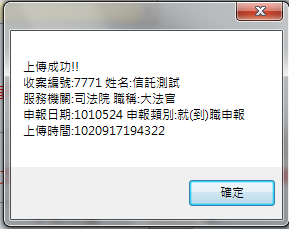 上傳成功!!
收案編號:7771 姓名:信託測試
服務機關:司法院 職稱:大法官
申報日期:1010524 申報類別:就(到)職申報
上傳時間:1020917194322
確定